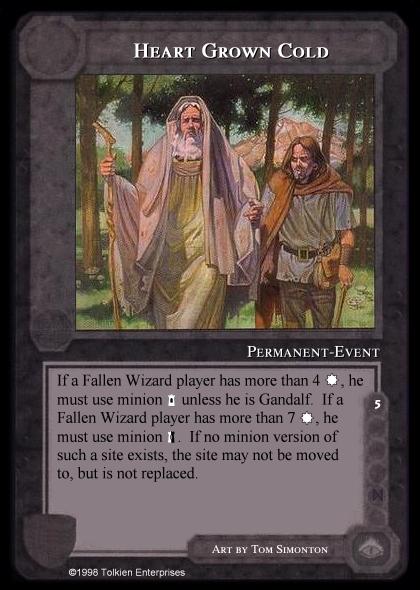 Heart Grown Cold
Permanent-Event
If a Fallen Wizard player has more than 4 , he
must use minion unless he is Gandalf. If a
Fallen Wizard player has more than 7 , he
must use minion . If no minion version of
such a site exists, the site may not be moved
to, but is not replaced.
5
Art by Tom Simonton
©1998 Tolkien Enterprises